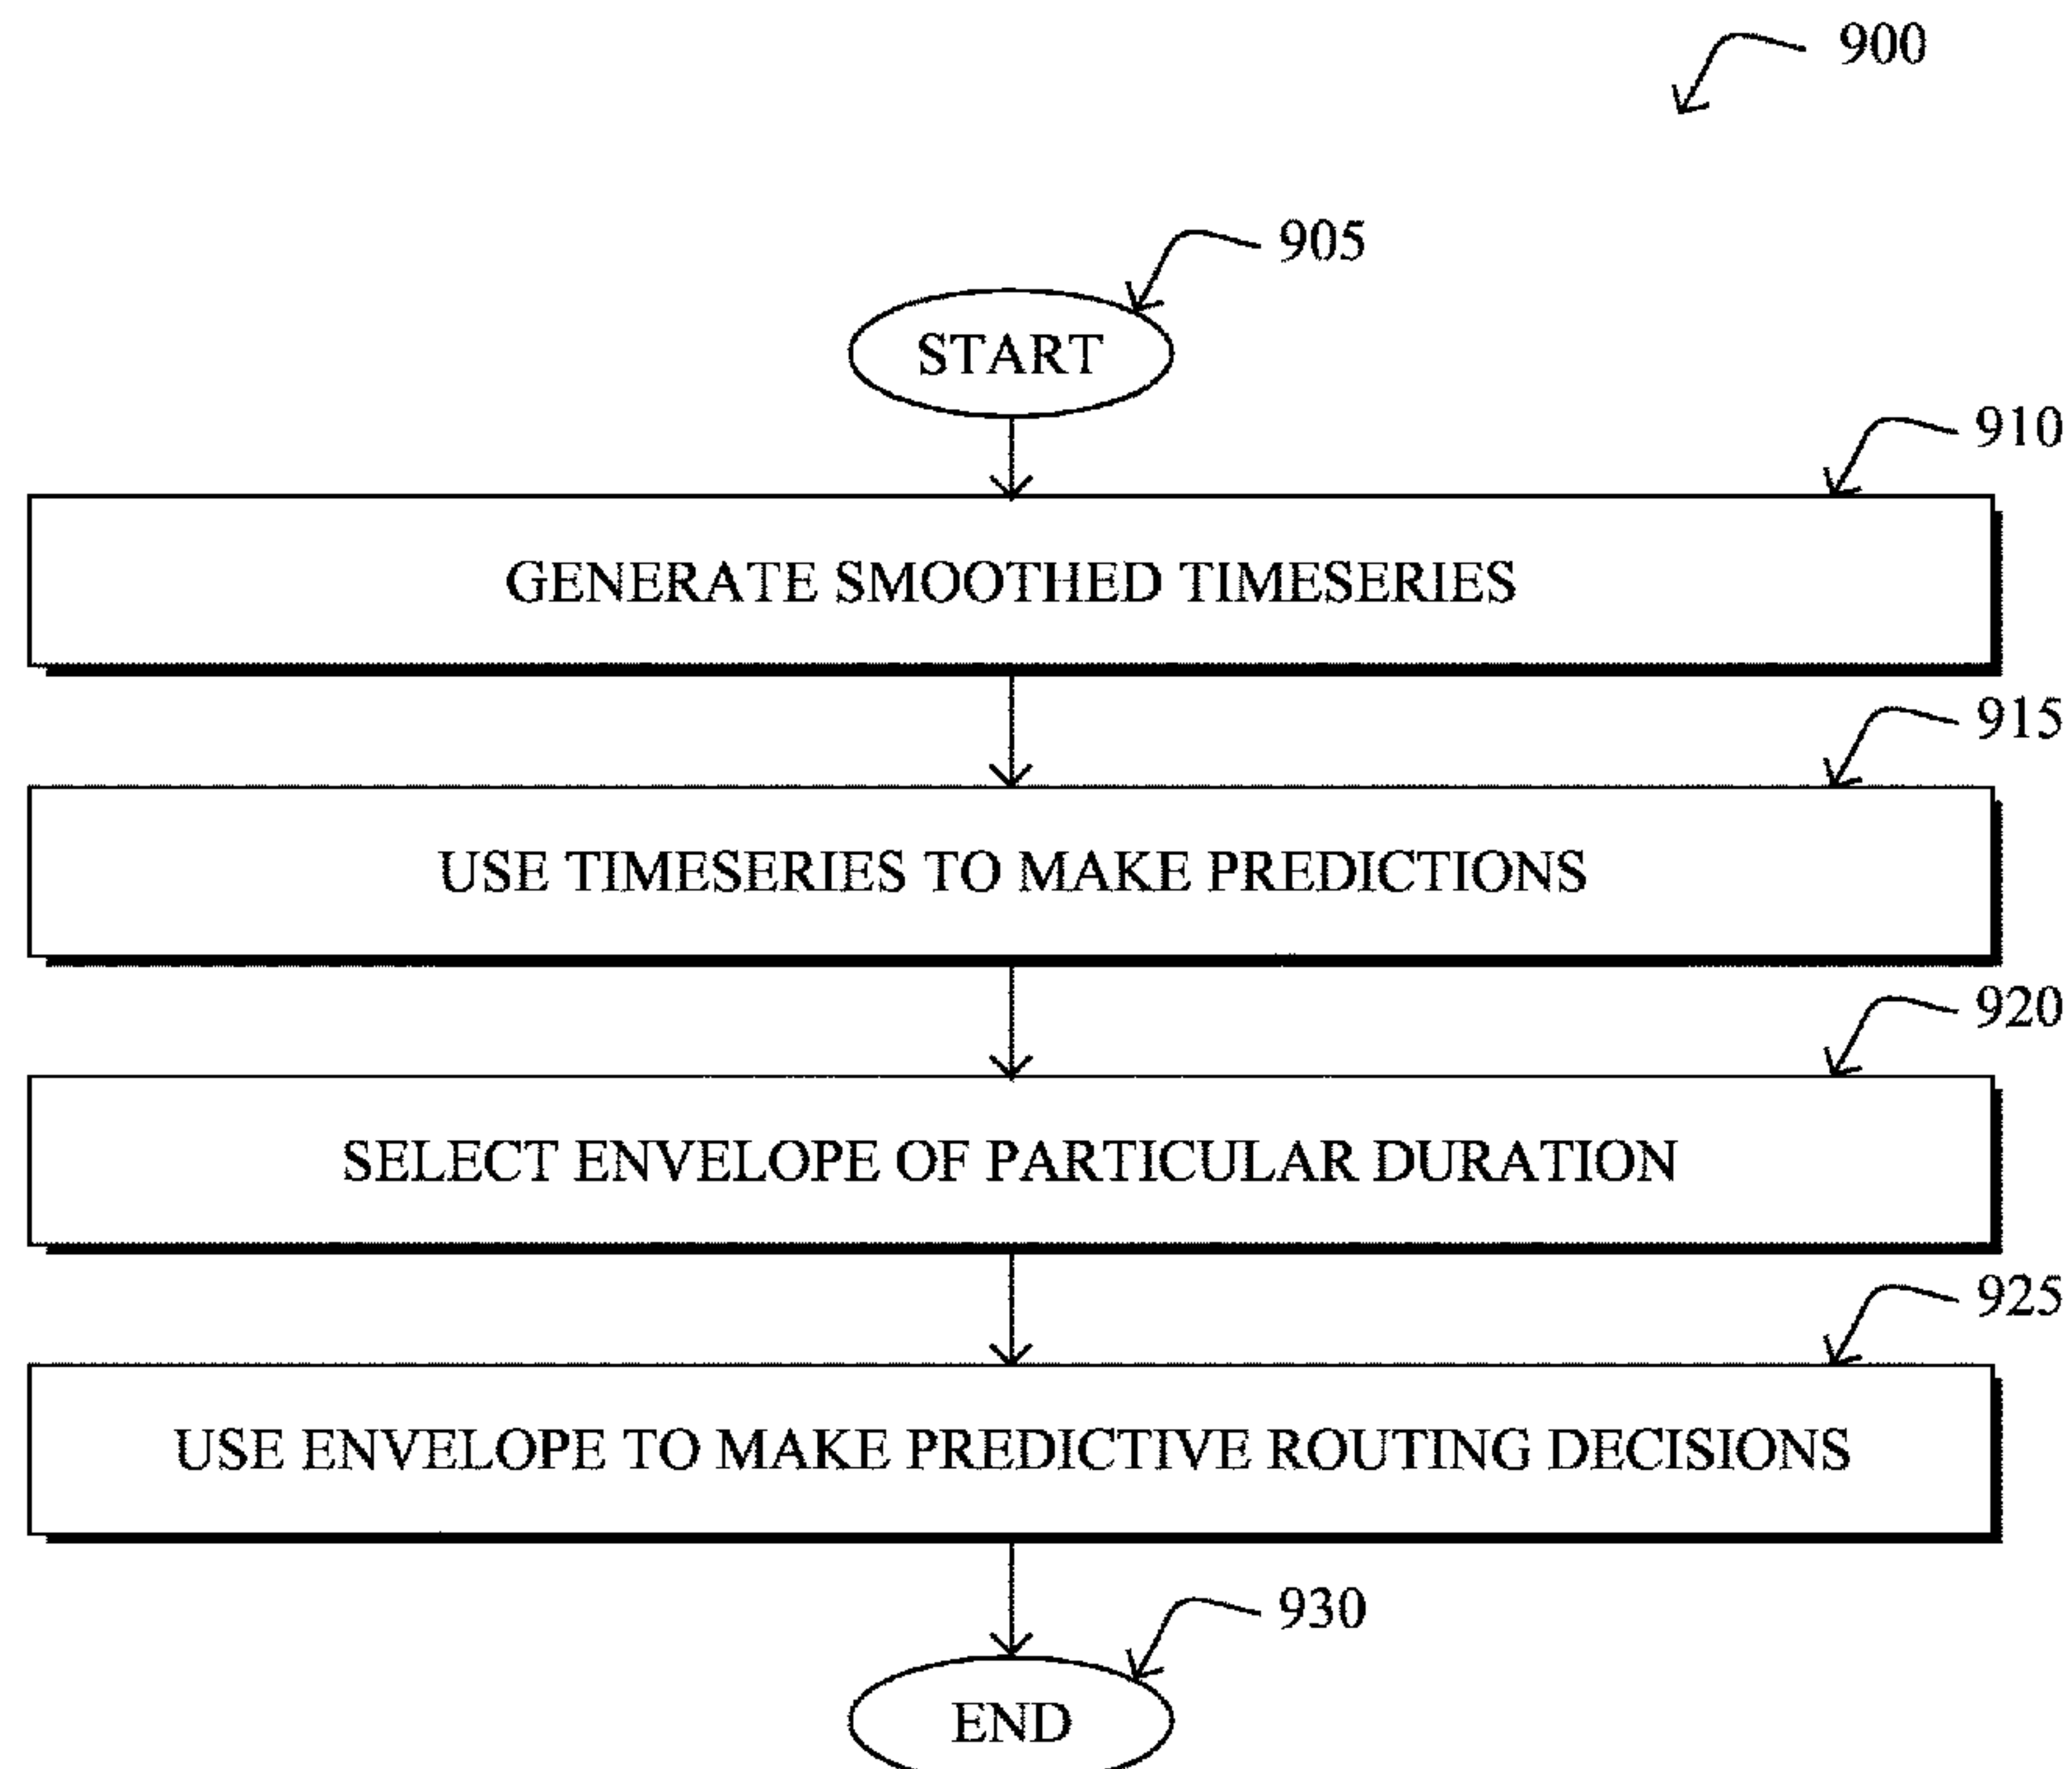 900
905
START
910
GENERATE SMOOTHED TIMESERIES
915
USE TIMESERIES TO MAKE PREDICTIONS
920
SELECT ENVELOPE OF PARTICULAR DURATION
925
USE ENVELOPE TO MAKE PREDICTIVE ROUTING DECISIONS
930
END